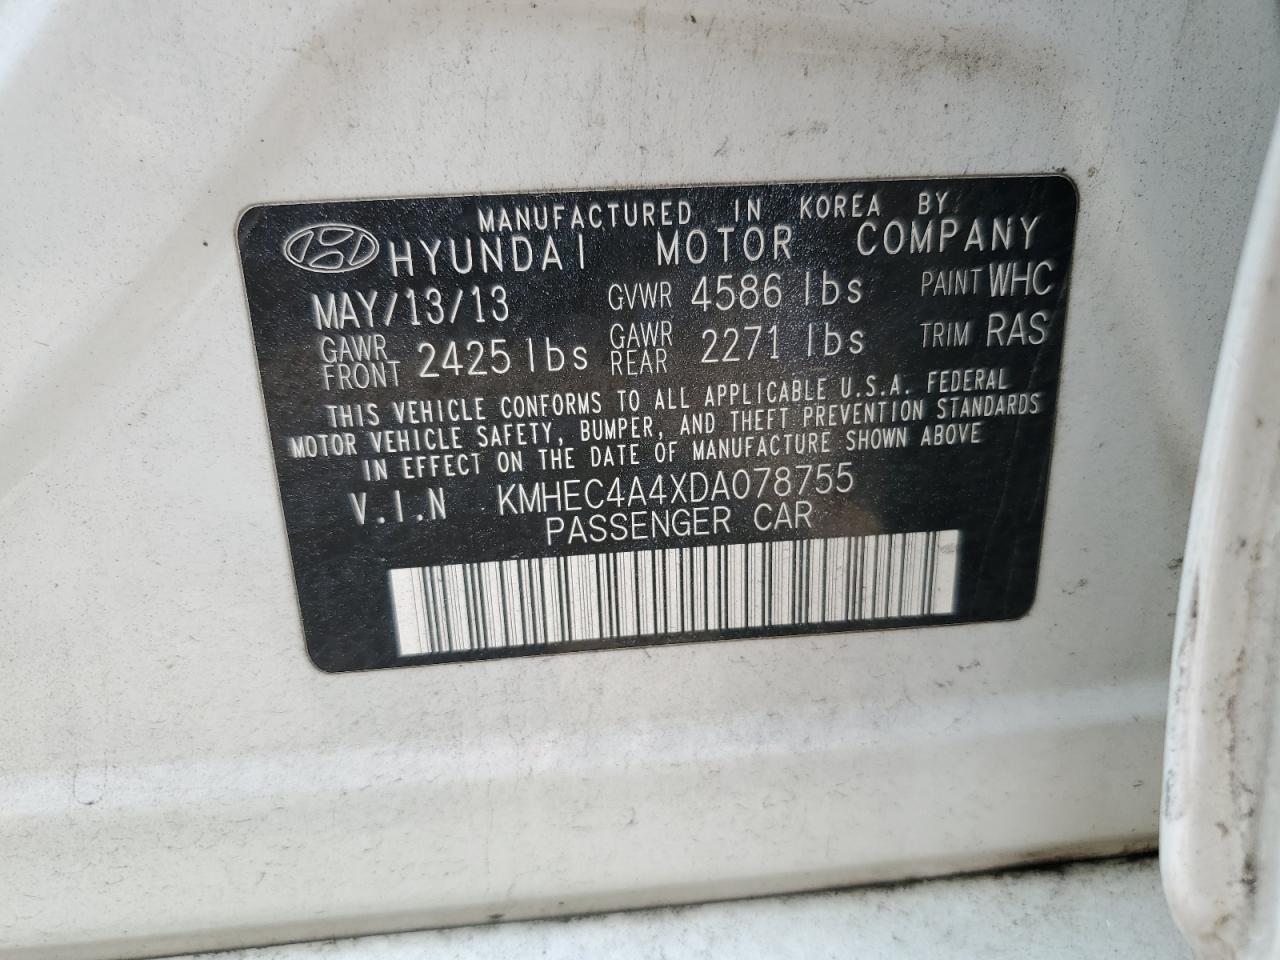 MANUFACTURED IN KOREA BY
HYUNDAI MOTOR COMPANY
MAY/13/13 GVWR 4586 lbs PAINT WHC
GAWR FRONT 2425 lbs GAWR REAR 2271 lbs TRIM RAS
THIS VEHICLE CONFORMS TO ALL APPLICABLE U.S.A. FEDERAL
MOTOR VEHICLE SAFETY, BUMPER, AND THEFT PREVENTION STANDARDS
IN EFFECT ON THE DATE OF MANUFACTURE SHOWN ABOVE
V.I.N KMHEC4A4XDA078755
PASSENGER CAR